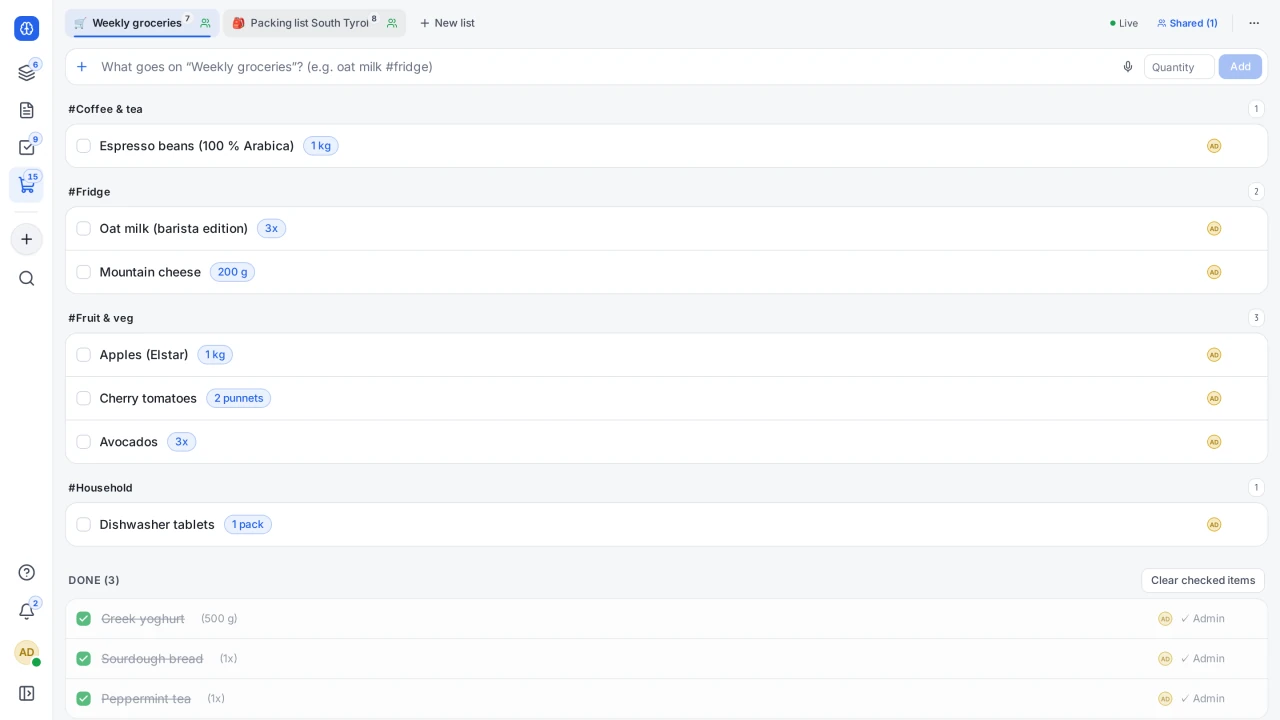 Weekly groceries 7 Packing list South Tyrol 8 New list Live Shared (1)
6
What goes on “Weekly groceries”? (e.g. oat milk #fridge) Quantity Add
#Coffee & tea 1
9
Espresso beans (100 % Arabica) 1 kg AD
15
#Fridge 2
Oat milk (barista edition) 3x AD
Mountain cheese 200 g AD
#Fruit & veg 3
Apples (Elstar) 1 kg AD
Cherry tomatoes 2 punnets AD
Avocados 3x AD
#Household 1
Dishwasher tablets 1 pack AD
DONE (3) Clear checked items
2
Greek yoghurt (500 g) AD ✓ Admin
AD
Sourdough bread (1x) AD ✓ Admin
Peppermint tea (1x) AD ✓ Admin